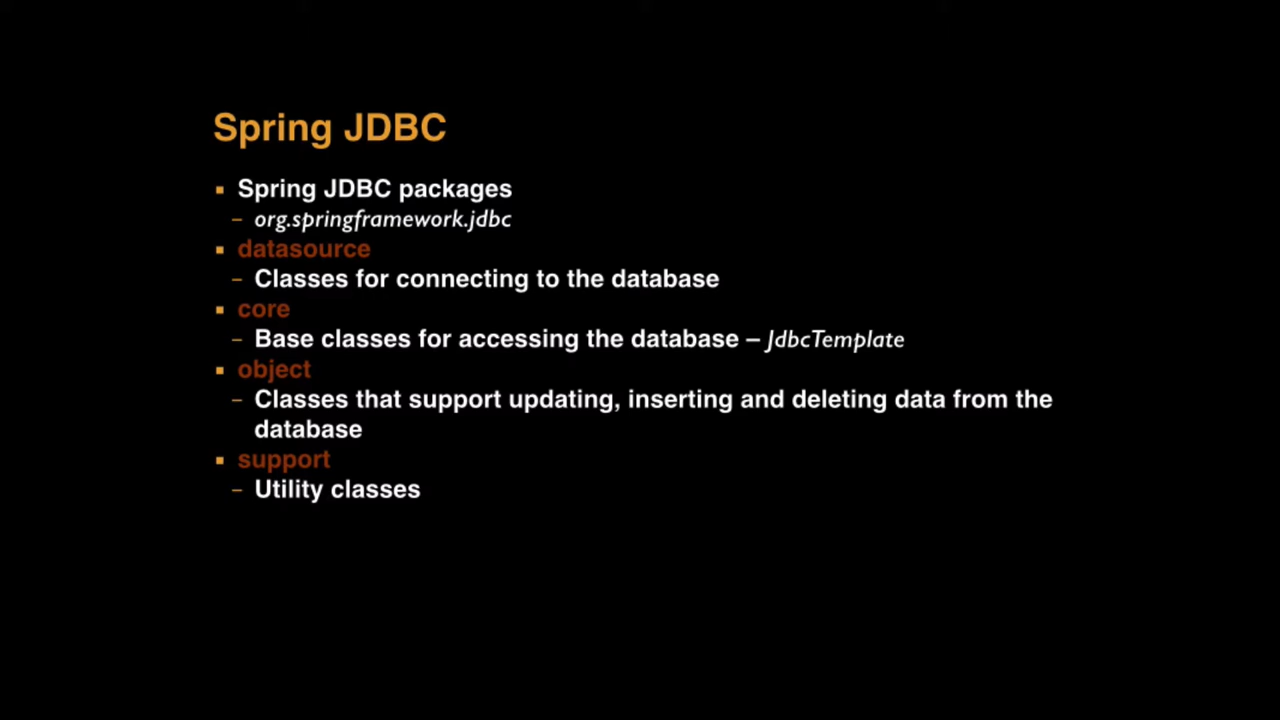 Spring JDBC
▪ Spring JDBC packages
– org.springframework.jdbc
▪ datasource
– Classes for connecting to the database
▪ core
– Base classes for accessing the database – JdbcTemplate
▪ object
– Classes that support updating, inserting and deleting data from the
database
▪ support
– Utility classes